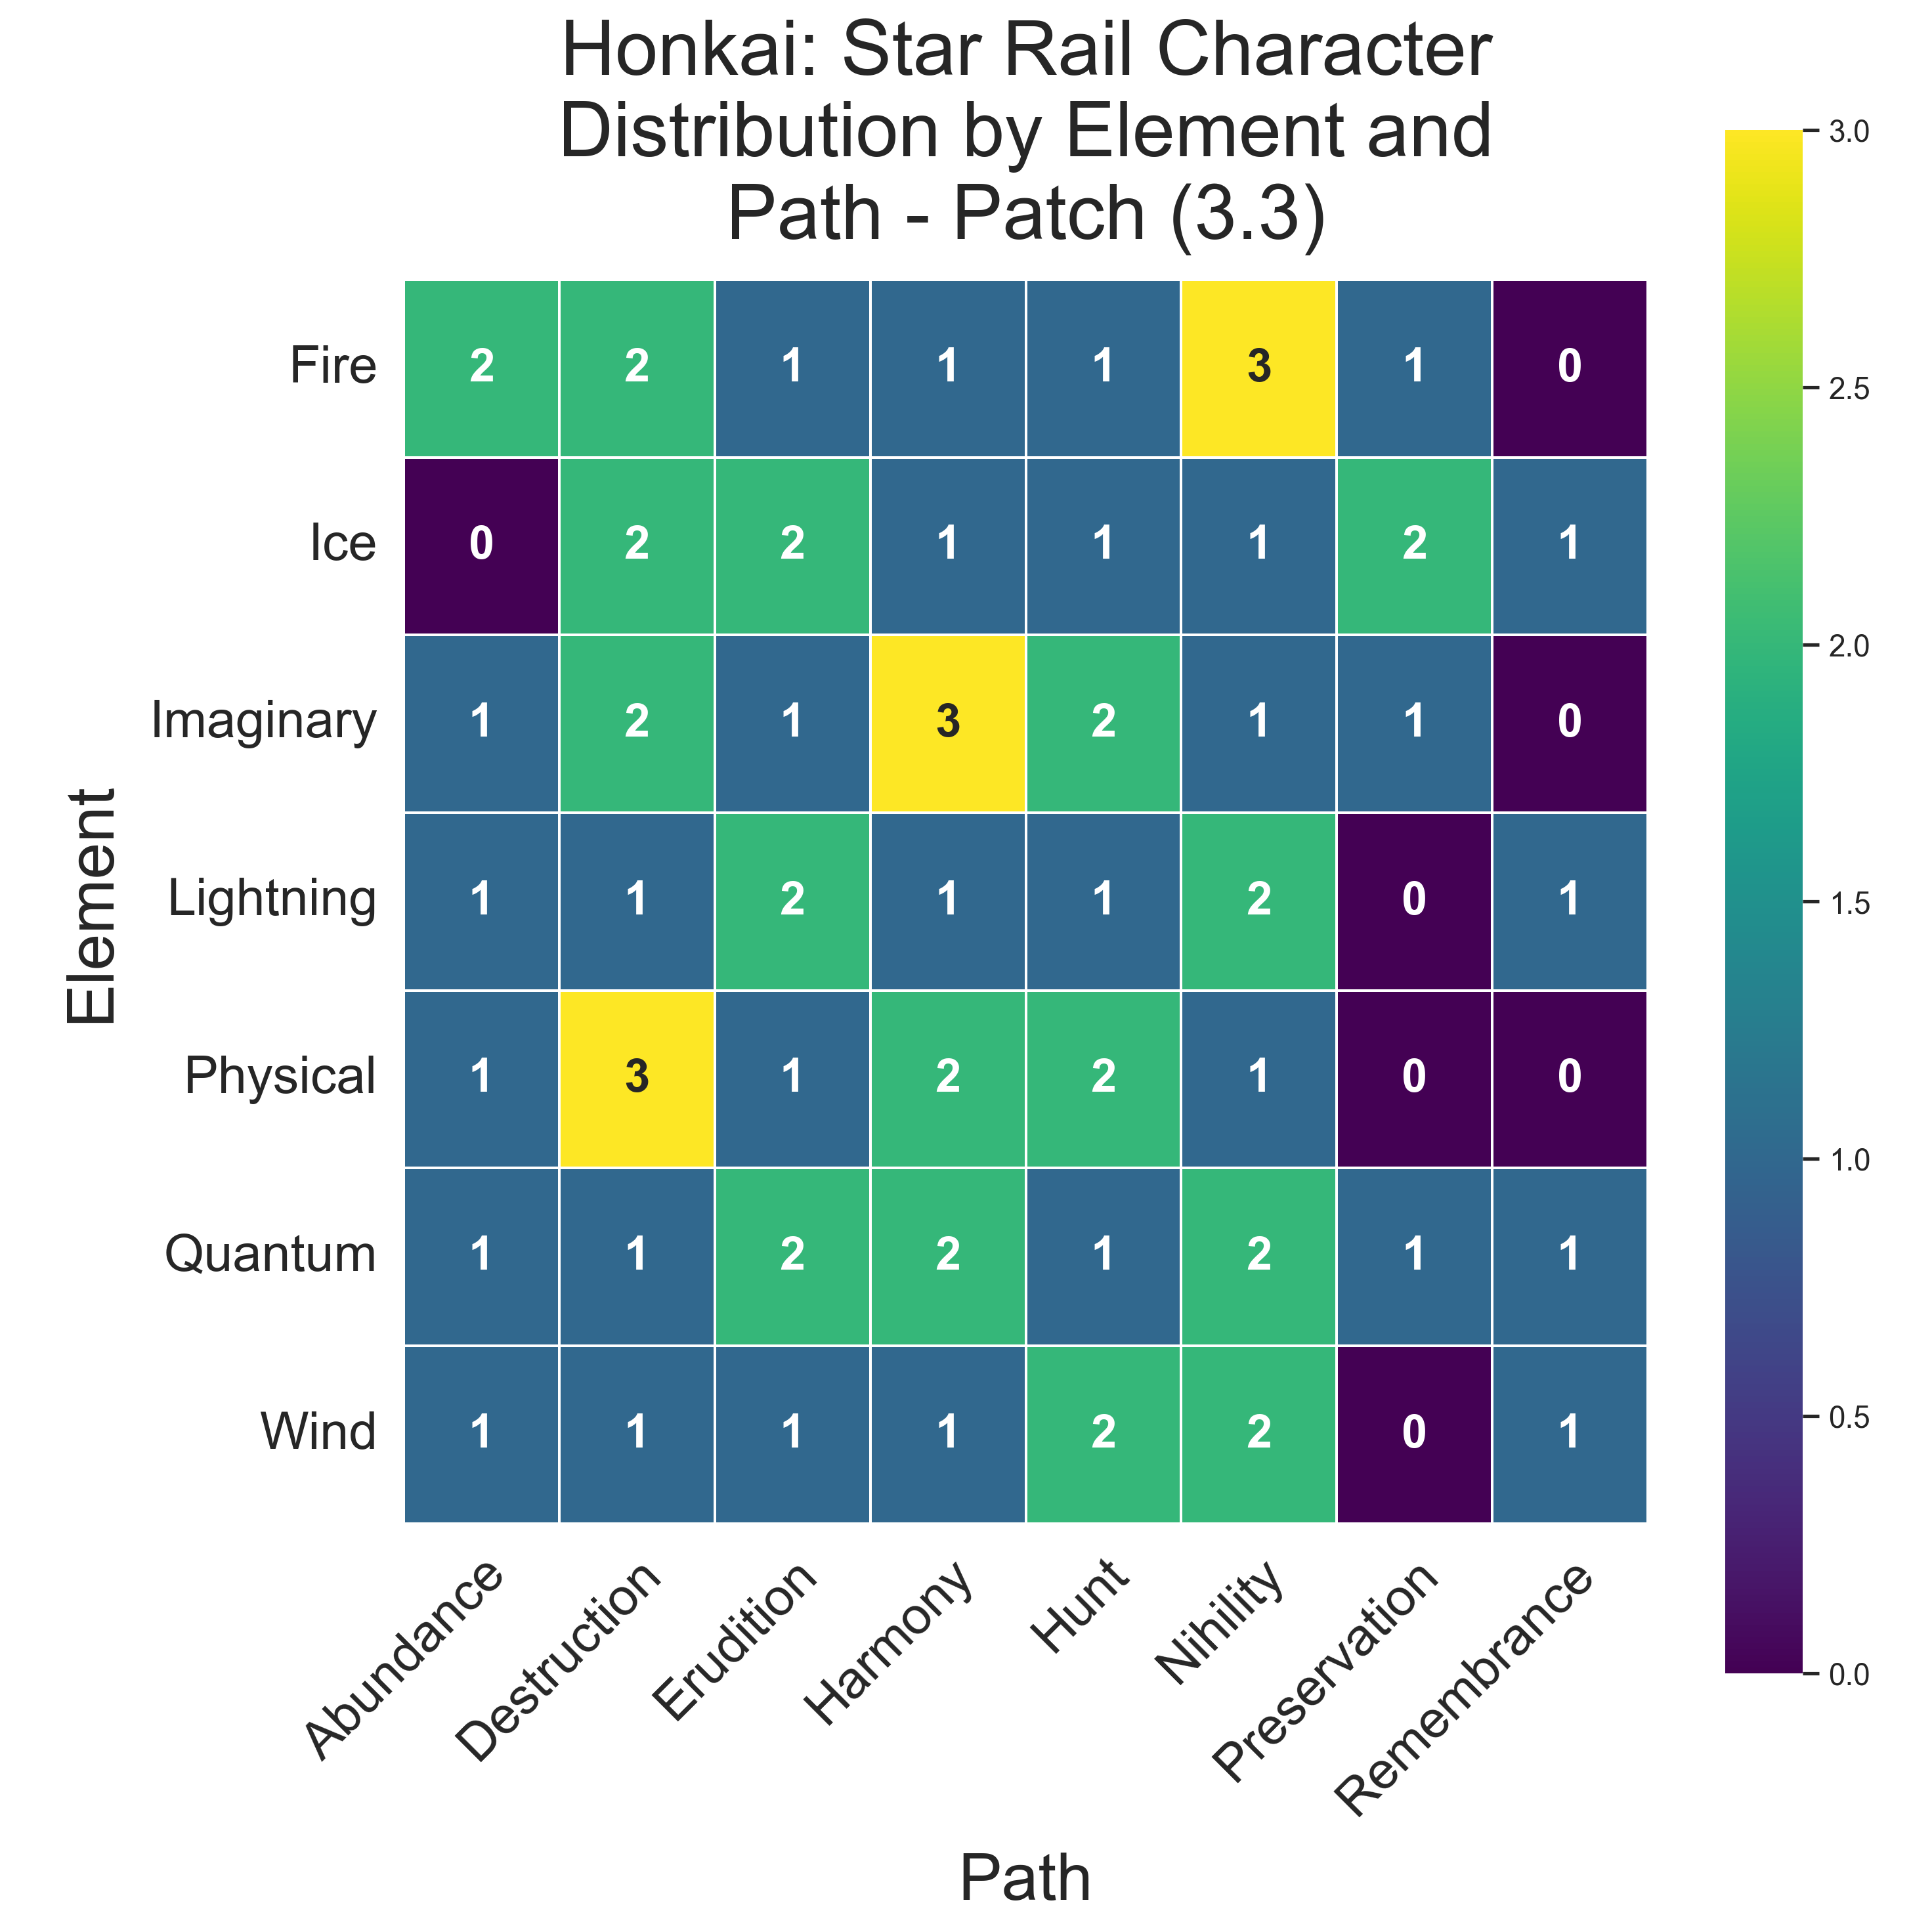 Honkai: Star Rail Character
Distribution by Element and
Path - Patch (3.3)
Element
Fire 2 2 1 1 1 3 1 0
Ice 0 2 2 1 1 1 2 1
Imaginary 1 2 1 3 2 1 1 0
Lightning 1 1 2 1 1 2 0 1
Physical 1 3 1 2 2 1 0 0
Quantum 1 1 2 2 1 2 1 1
Wind 1 1 1 1 2 2 0 1
Abundance Destruction Erudition Harmony Hunt Nihility Preservation Remembrance
Path
3.0
2.5
2.0
1.5
1.0
0.5
0.0